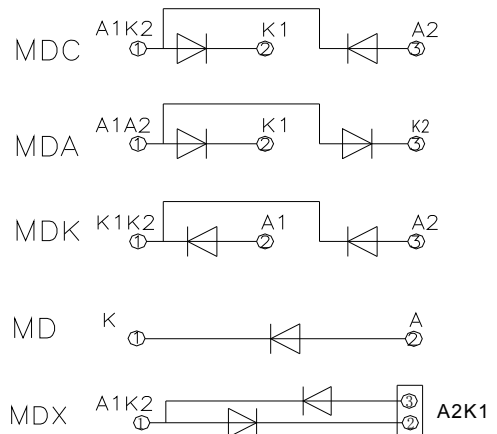 MDC A1K2 K1 A2
1 2 3
MDA A1A2 K1 K2
1 2 3
MDK K1K2 A1 A2
1 2 3
MD K A
1 2
MDX A1K2 3 A2K1
1 2